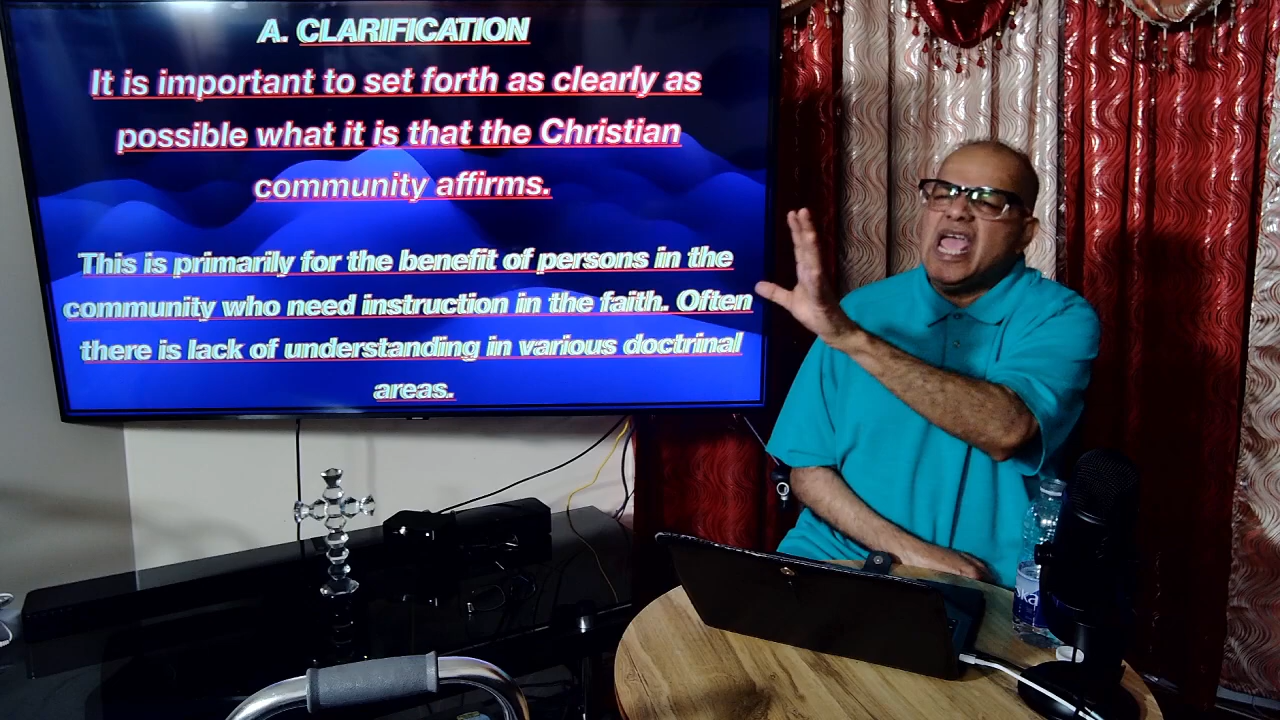 A. CLARIFICATION
It is important to set forth as clearly as
possible what it is that the Christian
community affirms.
This is primarily for the benefit of persons in the
community who need instruction in the faith. Often
there is lack of understanding in various doctrinal
areas.